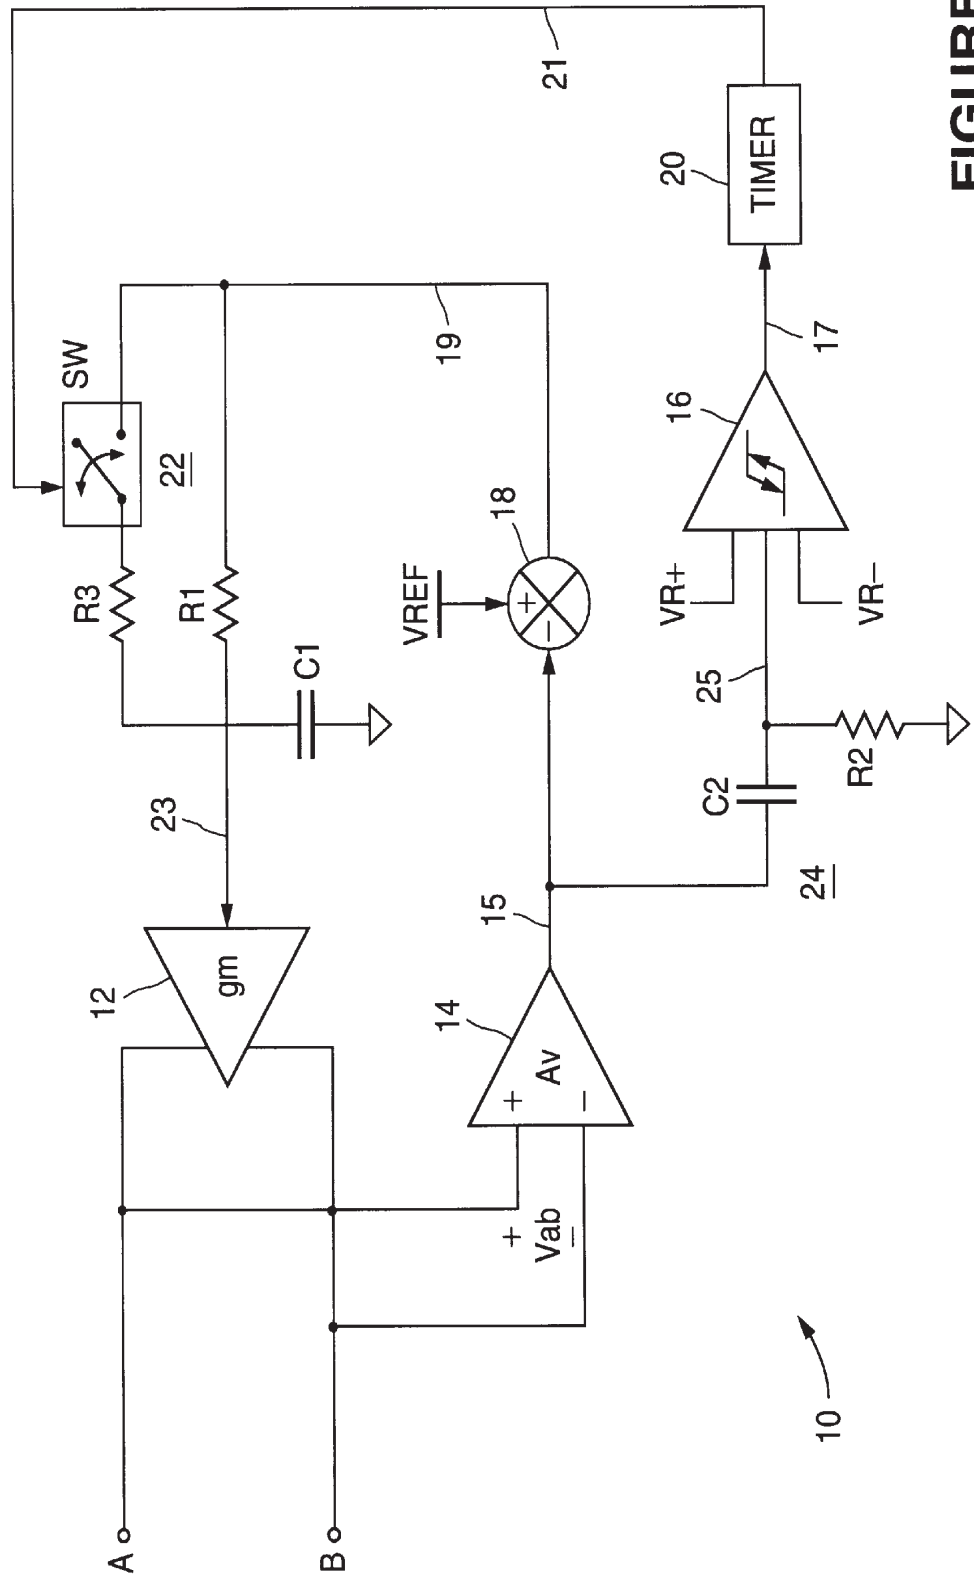 21
SW
22
R3
R1
19
C1
23
12
gm
VREF
+
−
18
20
TIMER
17
16
VR+
VR−
25
C2
R2
24
15
14
Av
+
−
+
Vab
−
A
B
10
FIGURE